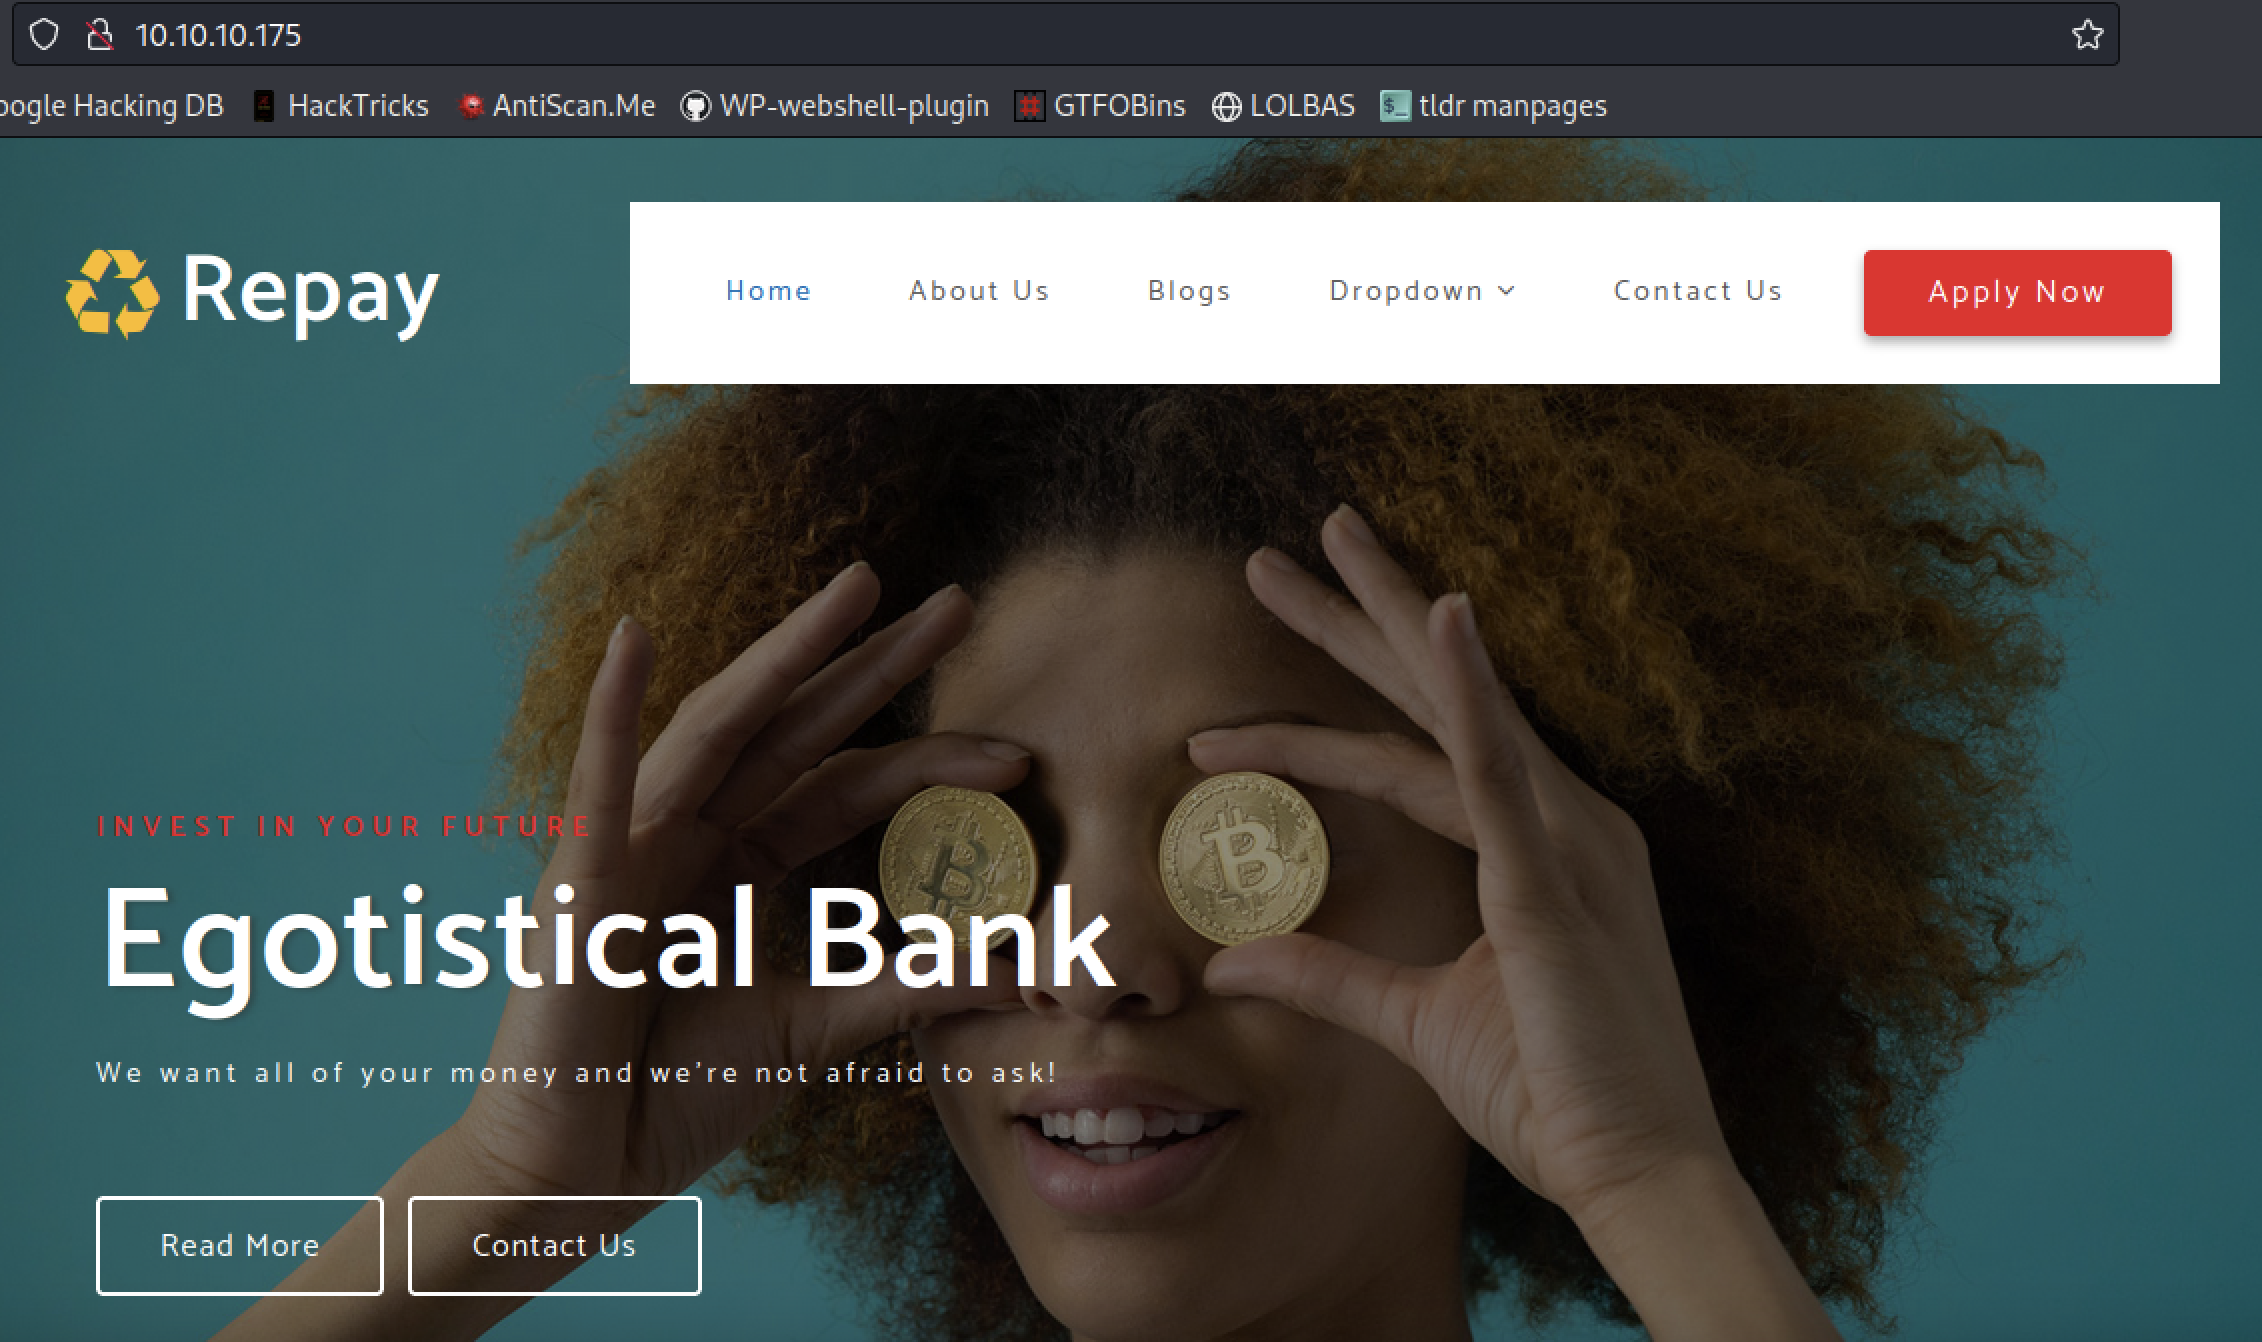 10.10.10.175
oogle Hacking DB HackTricks AntiScan.Me WP-webshell-plugin GTFOBins LOLBAS tldr manpages
Repay
Home About Us Blogs Dropdown Contact Us Apply Now
INVEST IN YOUR FUTURE
Egotistical Bank
We want all of your money and we're not afraid to ask!
Read More Contact Us